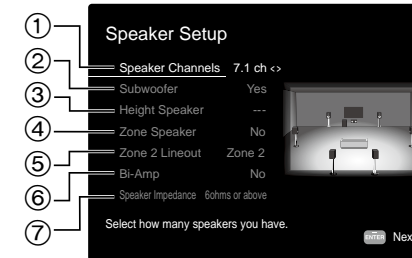 Speaker Setup
① Speaker Channels 7.1 ch <>
② Subwoofer Yes
③ Height Speaker ---
④ Zone Speaker No
⑤ Zone 2 Lineout Zone 2
⑥ Bi-Amp No
⑦ Speaker Impedance 6ohms or above
Select how many speakers you have.
ENTER Nex